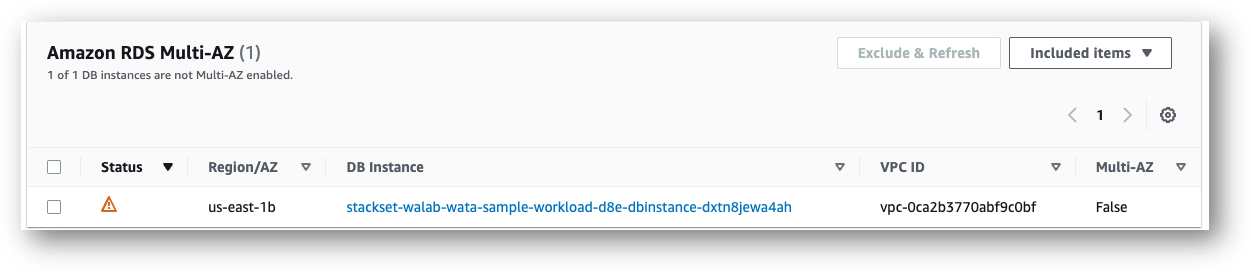 Amazon RDS Multi-AZ (1)
Exclude & Refresh
Included items
1 of 1 DB instances are not Multi-AZ enabled.
1
Status Region/AZ DB Instance VPC ID Multi-AZ
us-east-1b stackset-walab-wata-sample-workload-d8e-dbinstance-dxtn8jewa4ah vpc-0ca2b3770abf9c0bf False